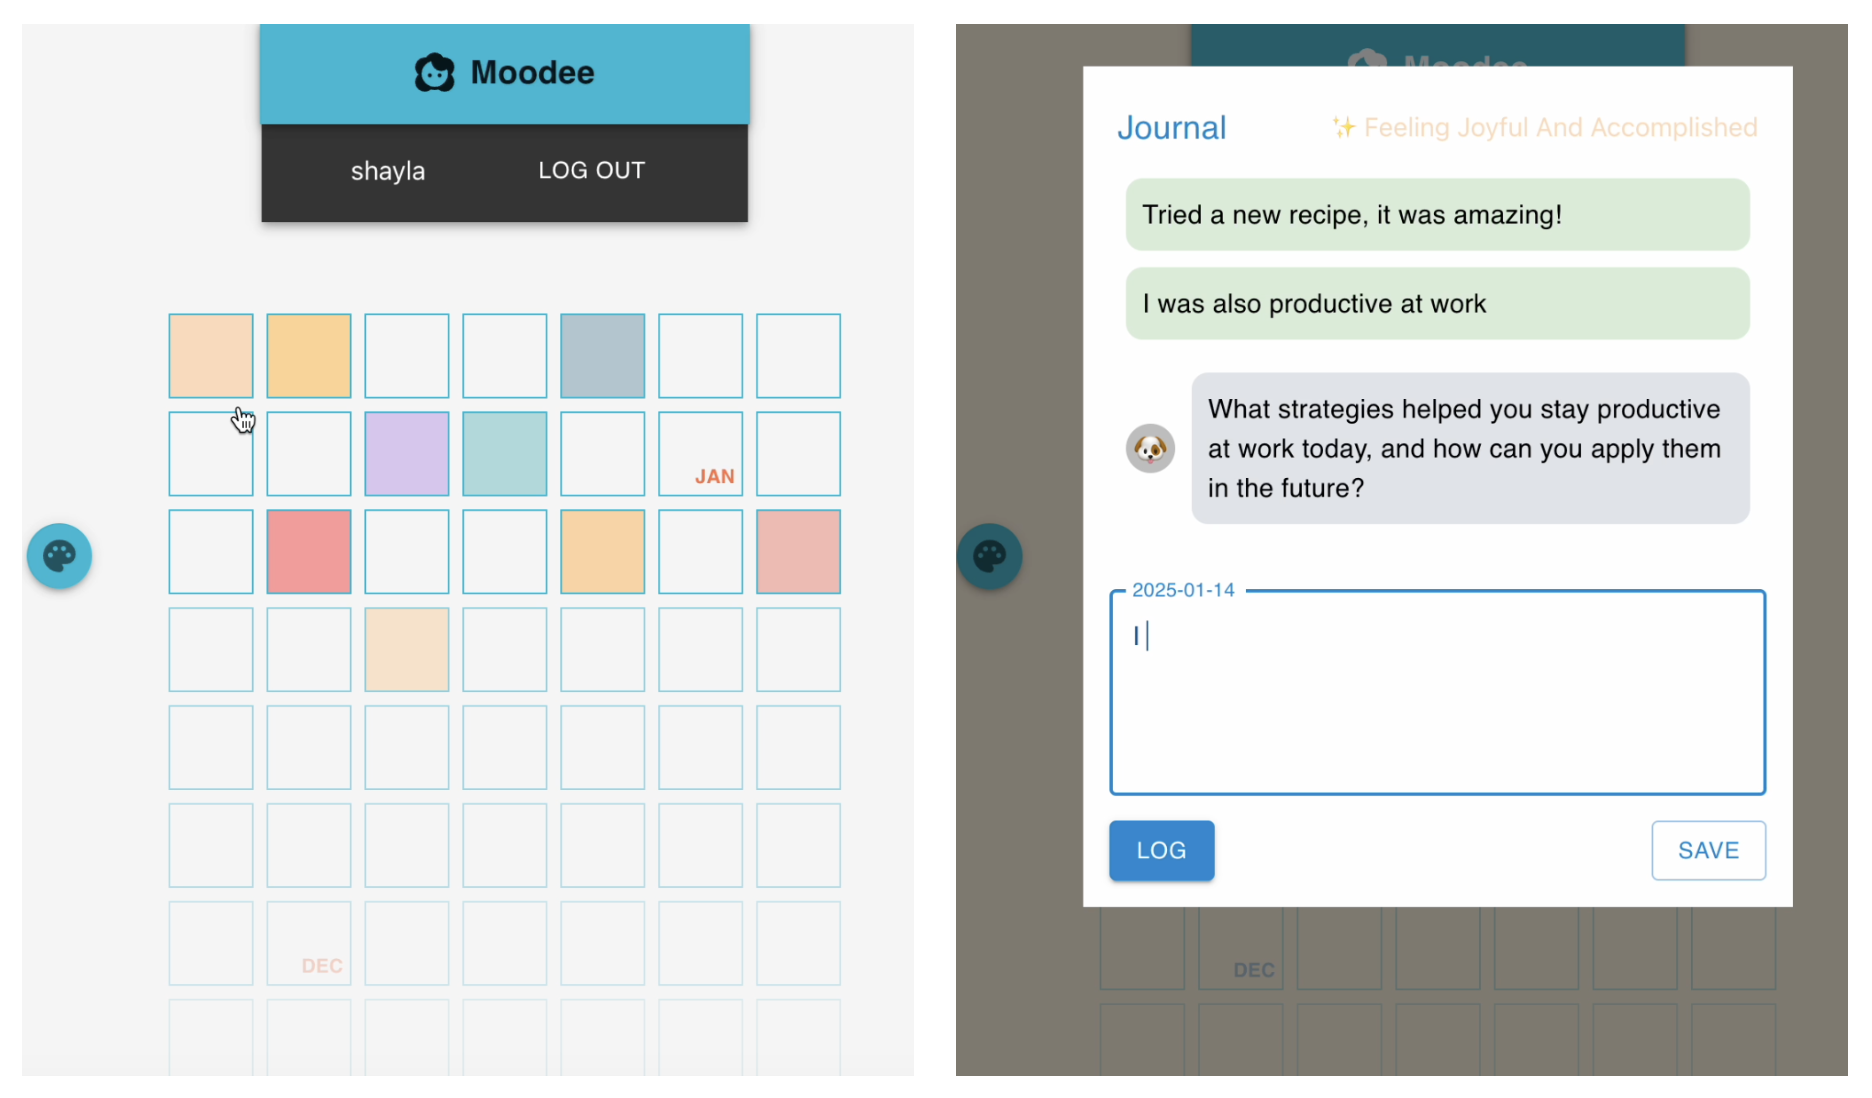 Moodee
shayla
LOG OUT
JAN
DEC
Moodee
Journal
✨ Feeling Joyful And Accomplished
Tried a new recipe, it was amazing!
I was also productive at work
What strategies helped you stay productive
at work today, and how can you apply them
in the future?
2025-01-14
I
LOG
SAVE
DEC